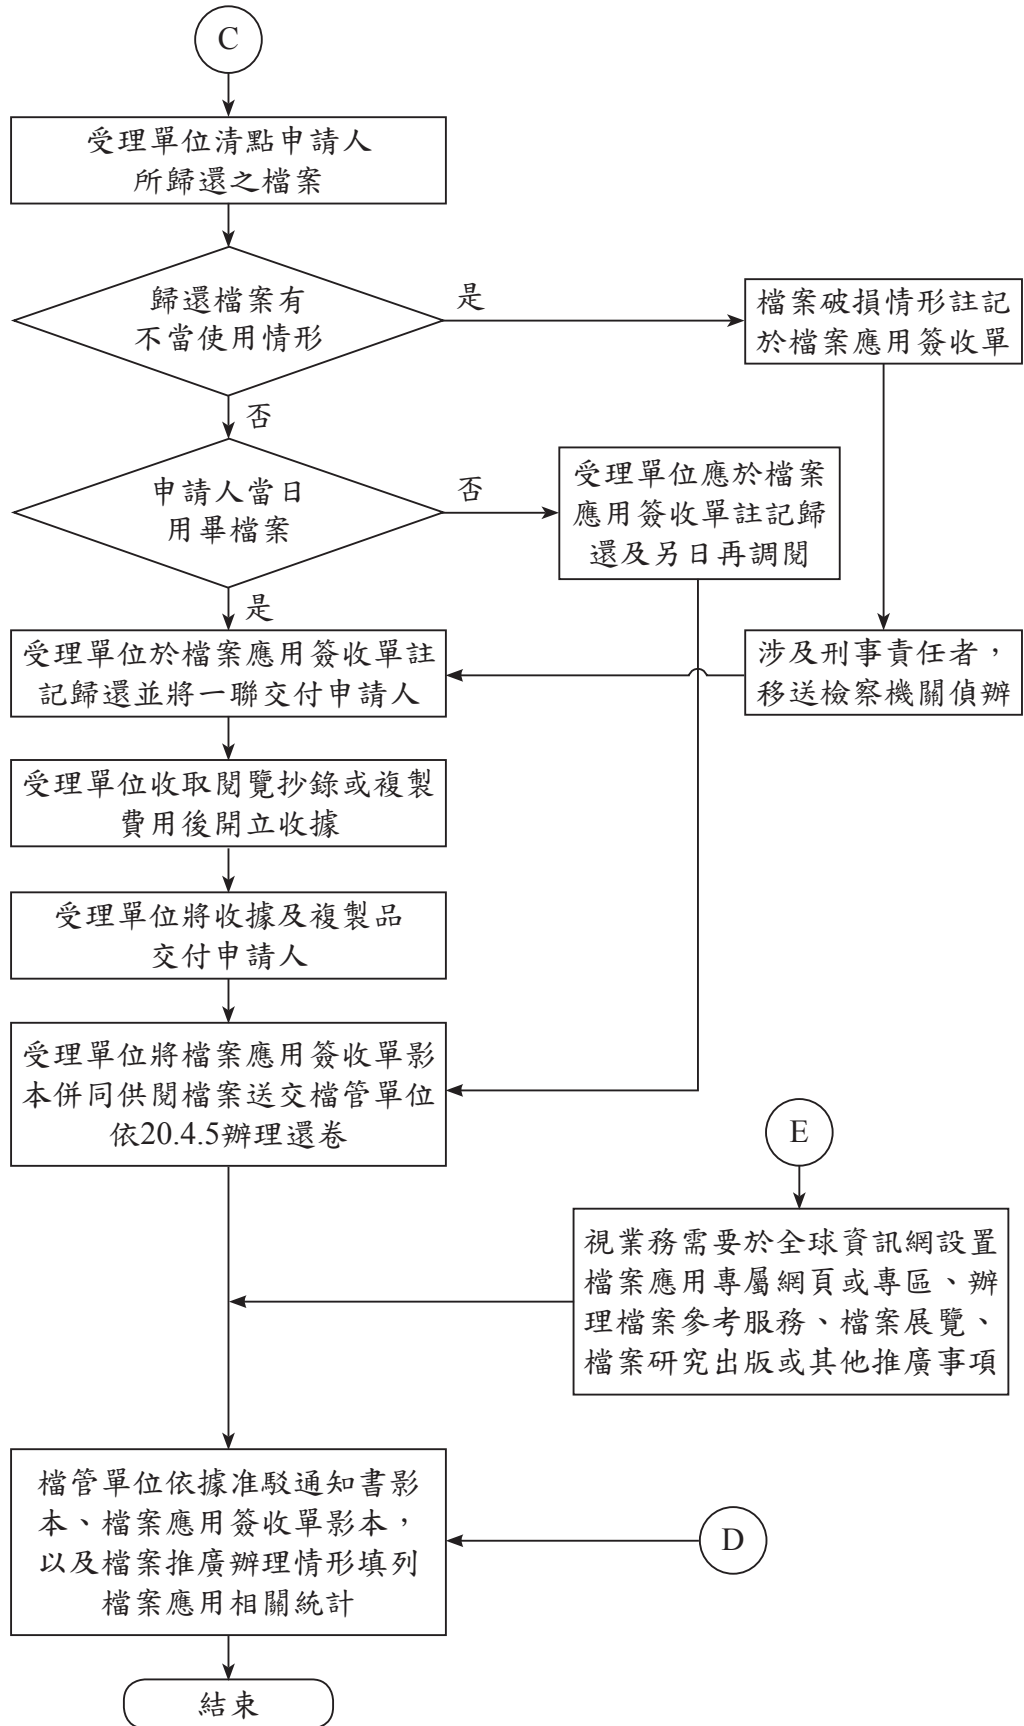 C
受理單位清點申請人
所歸還之檔案
歸還檔案有
不當使用情形
是
檔案破損情形註記
於檔案應用簽收單
否
申請人當日
用畢檔案
否
受理單位應於檔案
應用簽收單註記歸
還及另日再調閱
是
受理單位於檔案應用簽收單註
記歸還並將一聯交付申請人
涉及刑事責任者，
移送檢察機關偵辦
受理單位收取閱覽抄錄或複製
費用後開立收據
受理單位將收據及複製品
交付申請人
受理單位將檔案應用簽收單影
本併同供閱檔案送交檔管單位
依20.4.5辦理還卷
E
視業務需要於全球資訊網設置
檔案應用專屬網頁或專區、辦
理檔案參考服務、檔案展覽、
檔案研究出版或其他推廣事項
檔管單位依據准駁通知書影
本、檔案應用簽收單影本，
以及檔案推廣辦理情形填列
檔案應用相關統計
D
結束